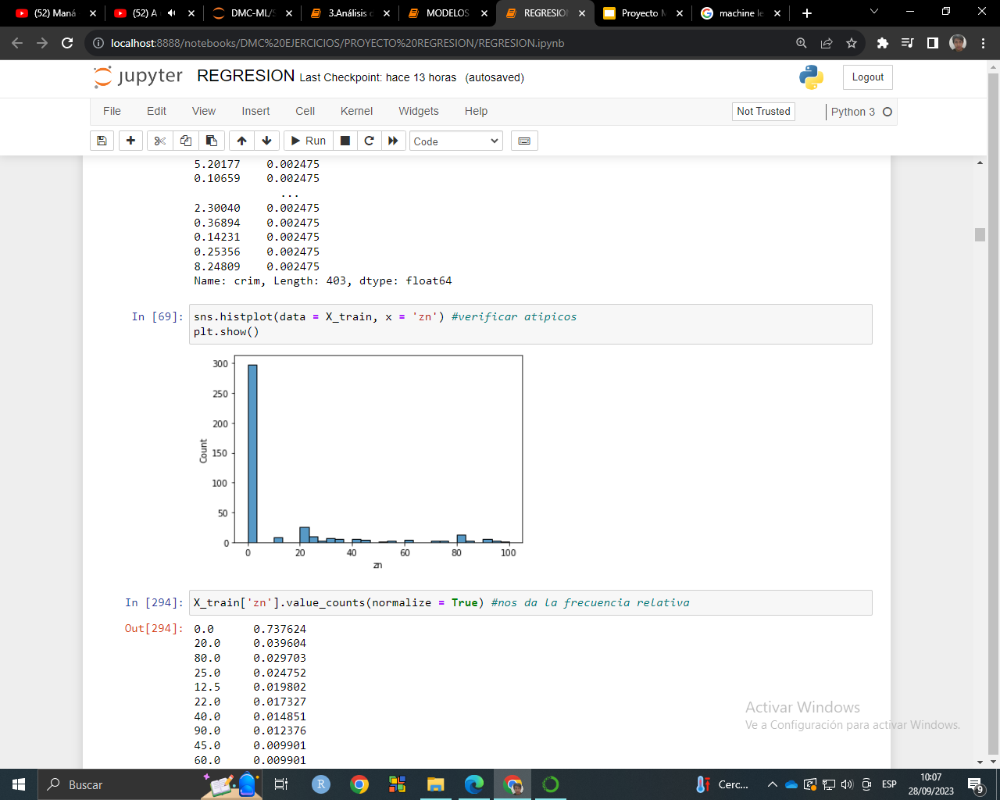 (52) Maná
(52) A
DMC-ML/S
3.Análisis
MODELOS
REGRESION
Proyecto M
machine le
localhost:8888/notebooks/DMC%20EJERCICIOS/PROYECTO%20REGRESION/REGRESION.ipynb
jupyter REGRESION Last Checkpoint: hace 13 horas (autosaved)
Logout
File Edit View Insert Cell Kernel Widgets Help
Not Trusted
Python 3
Run
Code
5.20177 0.002475
0.10659 0.002475
...
2.30040 0.002475
0.36894 0.002475
0.14231 0.002475
0.25356 0.002475
8.24809 0.002475
Name: crim, Length: 403, dtype: float64
In [69]: sns.histplot(data = X_train, x = 'zn') #verificar atipicos
plt.show()
300
250
200
150
100
50
0
Count
0 20 40 60 80 100
zn
In [294]: X_train['zn'].value_counts(normalize = True) #nos da la frecuencia relativa
Out[294]: 0.0 0.737624
20.0 0.039604
80.0 0.029703
25.0 0.024752
12.5 0.019802
22.0 0.017327
40.0 0.014851
90.0 0.012376
45.0 0.009901
60.0 0.009901
Activar Windows
Ve a Configuración para activar Windows.
Buscar
R
Cerc...
ESP
10:07
28/09/2023
9